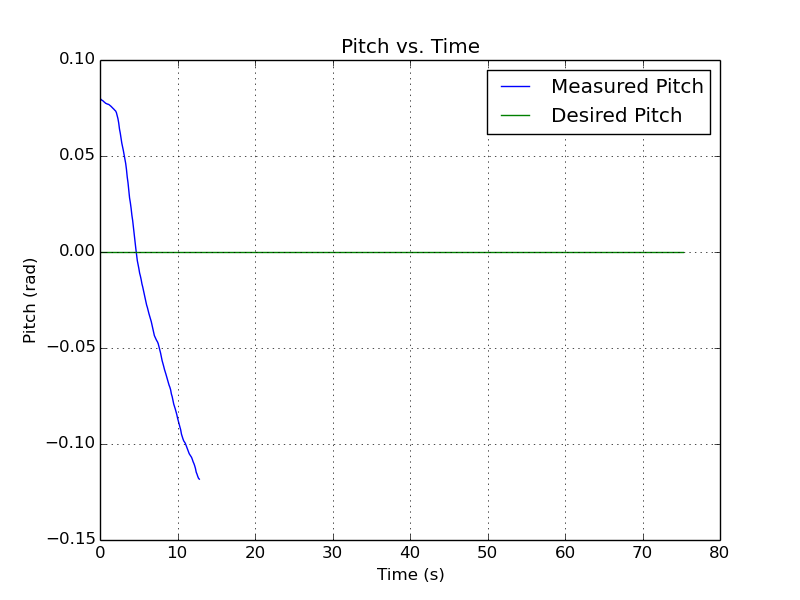 Pitch vs. Time
Measured Pitch
Desired Pitch
0.10
0.05
0.00
−0.05
−0.10
−0.15
Pitch (rad)
0 10 20 30 40 50 60 70 80
Time (s)